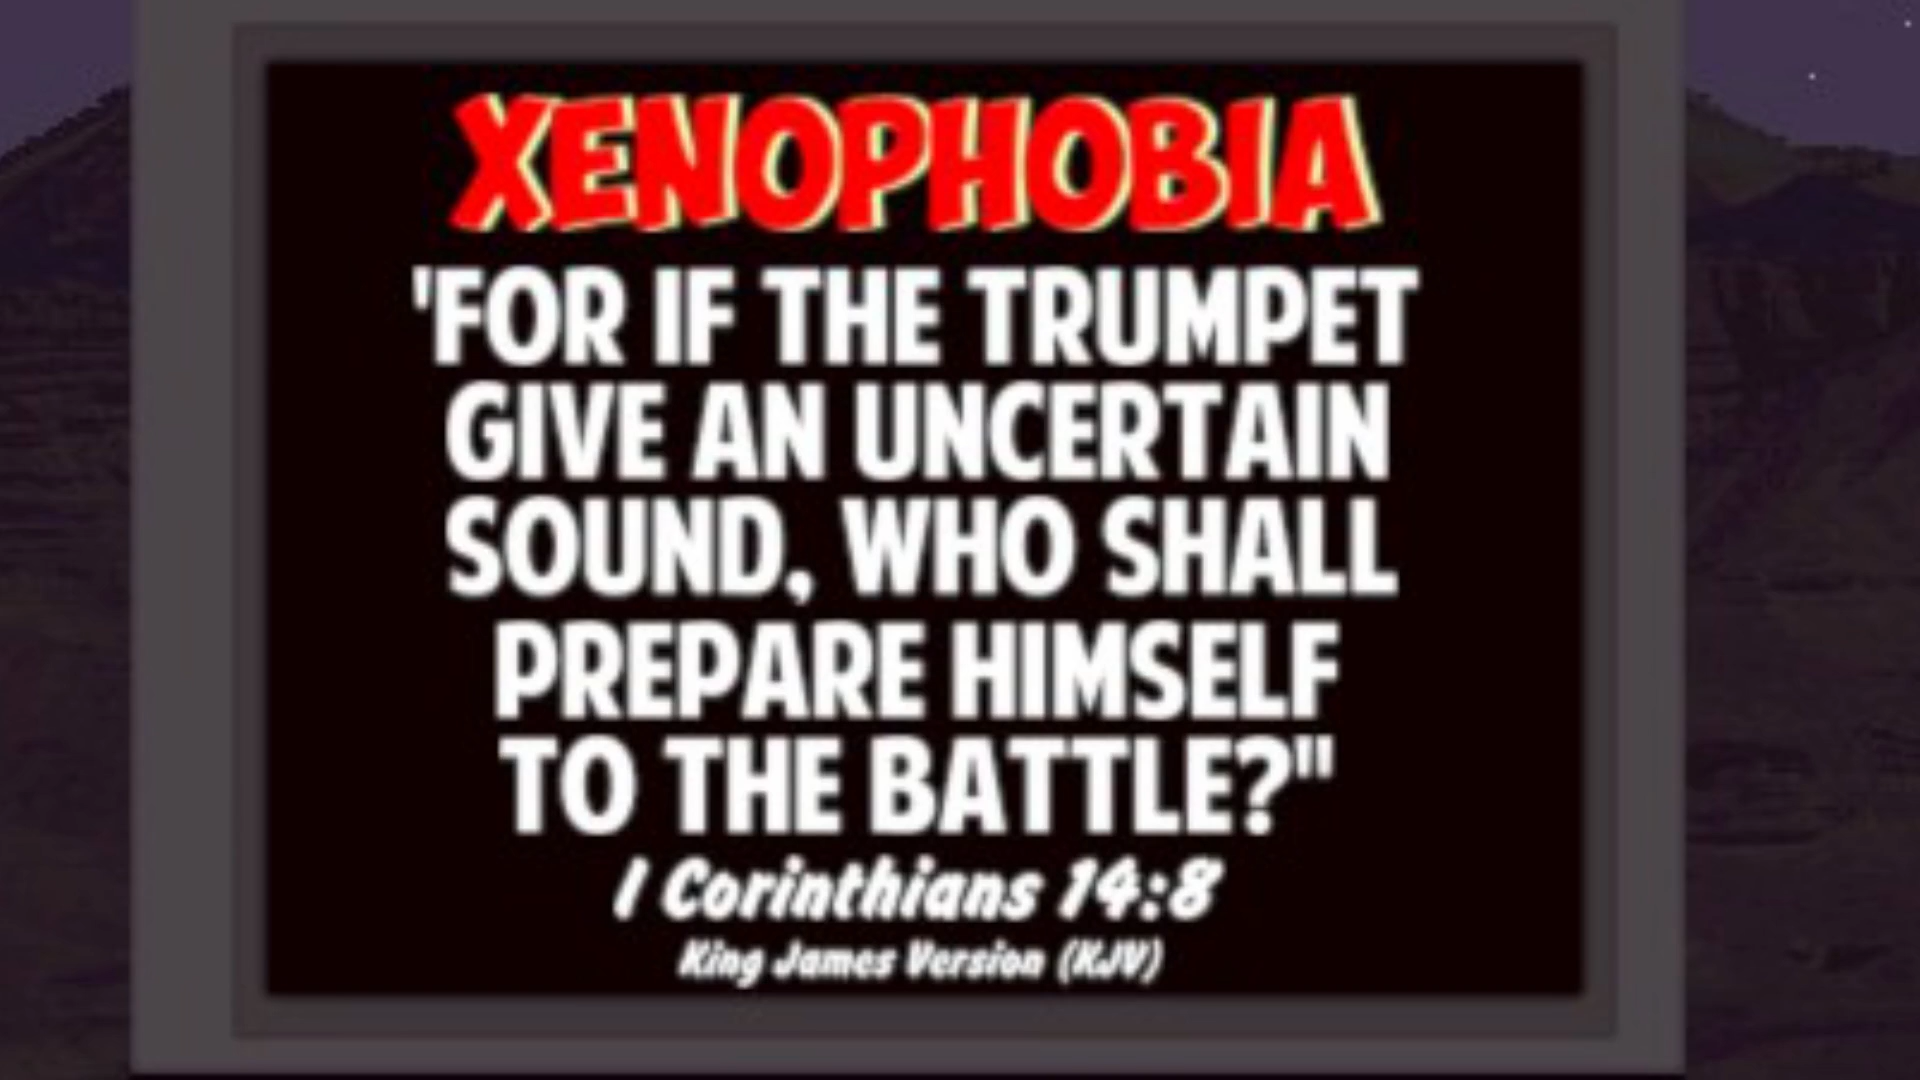 XENOPHOBIA
'FOR IF THE TRUMPET
GIVE AN UNCERTAIN
SOUND, WHO SHALL
PREPARE HIMSELF
TO THE BATTLE?"
I Corinthians 14:8
King James Version (KJV)